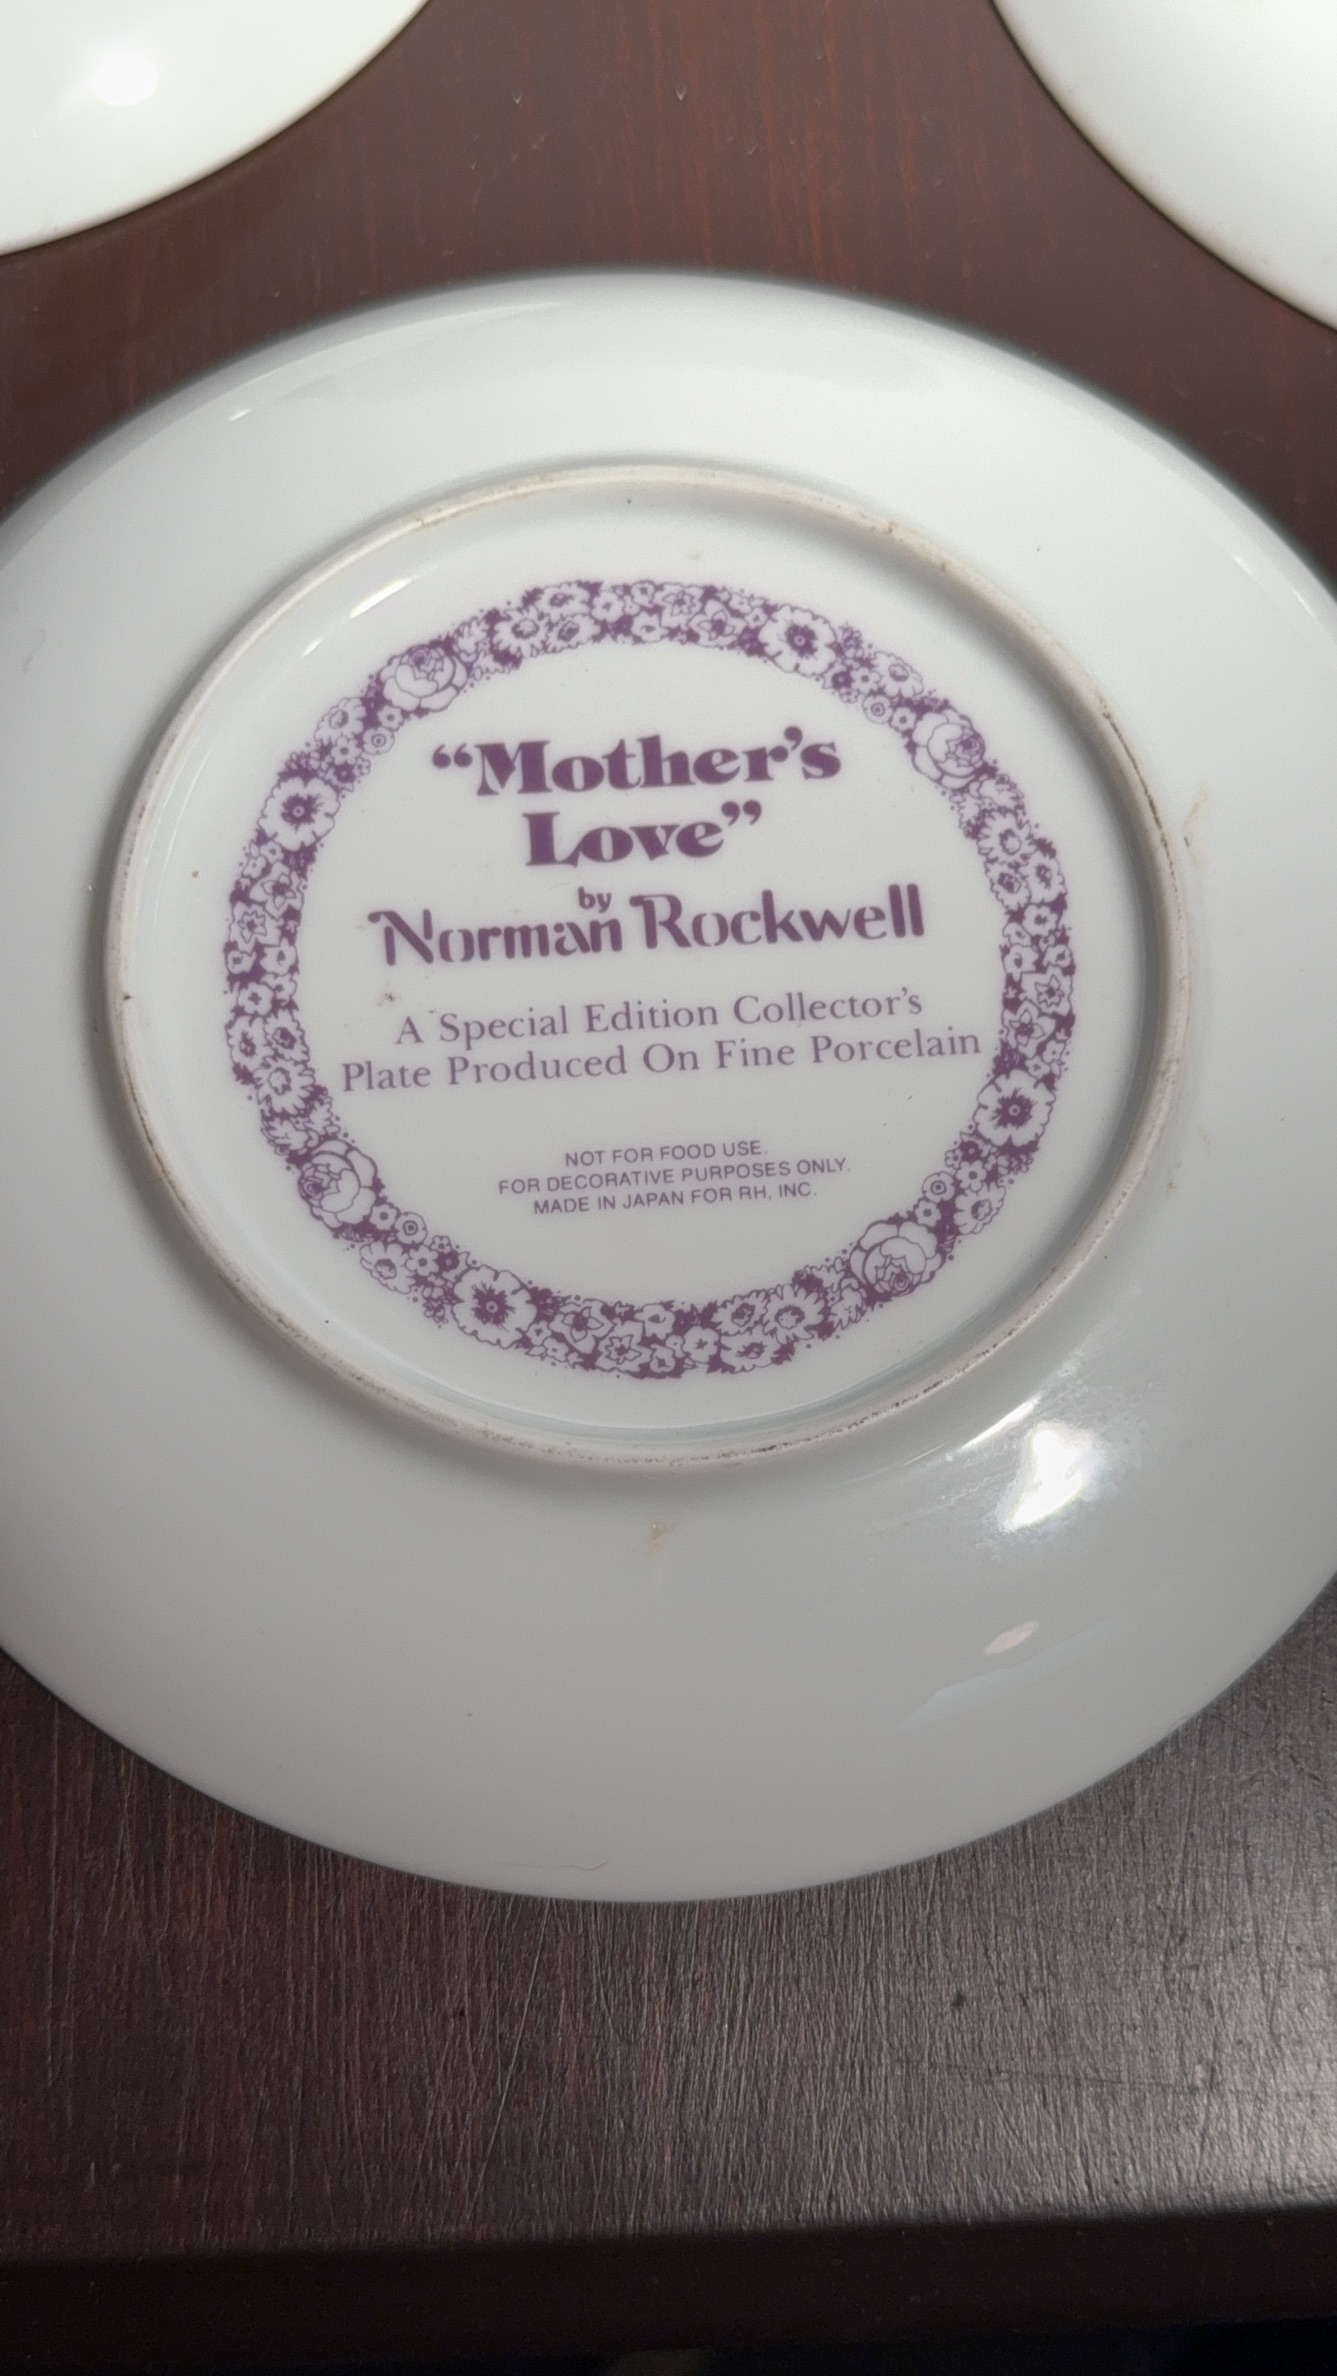 “Mother’s
Love”
by
Norman Rockwell
A Special Edition Collector’s
Plate Produced On Fine Porcelain
NOT FOR FOOD USE.
FOR DECORATIVE PURPOSES ONLY.
MADE IN JAPAN FOR RH, INC.